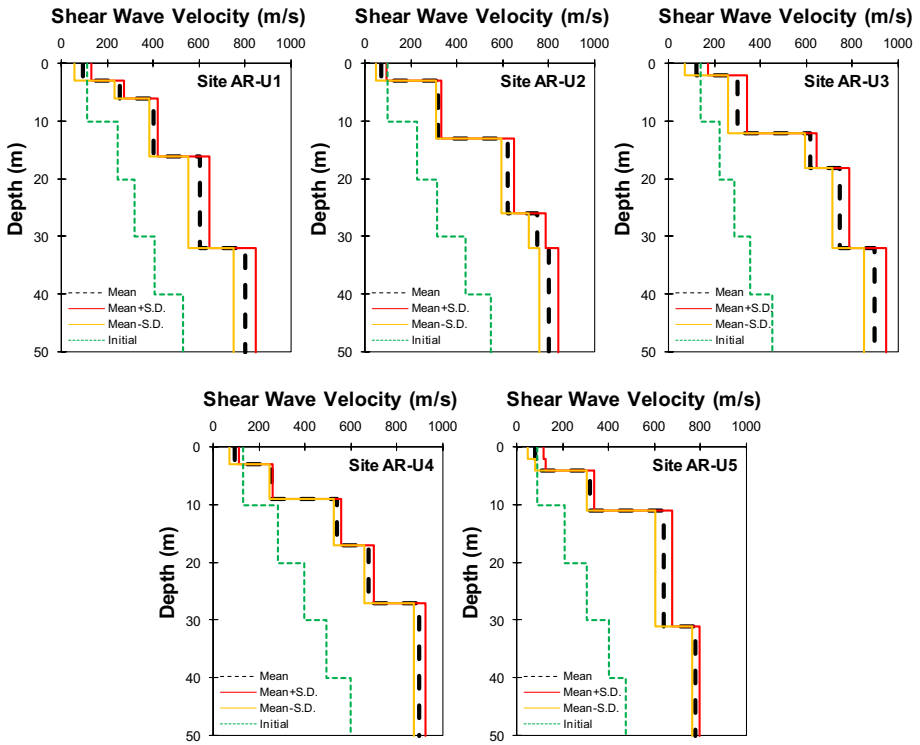 Shear Wave Velocity (m/s)
0 200 400 600 800 1000
Site AR-U1
Depth (m)
0
10
20
30
40
50
Mean
Mean+S.D.
Mean-S.D.
Initial
Shear Wave Velocity (m/s)
0 200 400 600 800 1000
Site AR-U2
Depth (m)
0
10
20
30
40
50
Mean
Mean+S.D.
Mean-S.D.
Initial
Shear Wave Velocity (m/s)
0 200 400 600 800 1000
Site AR-U3
Depth (m)
0
10
20
30
40
50
Mean
Mean+S.D
Mean-S.D.
Initial
Shear Wave Velocity (m/s)
0 200 400 600 800 1000
Site AR-U4
Depth (m)
0
10
20
30
40
50
Mean
Mean+S.D.
Mean-S.D.
Initial
Shear Wave Velocity (m/s)
0 200 400 600 800 1000
Site AR-U5
Depth (m)
0
10
20
30
40
50
Mean
Mean+S.D.
Mean-S.D.
Initial